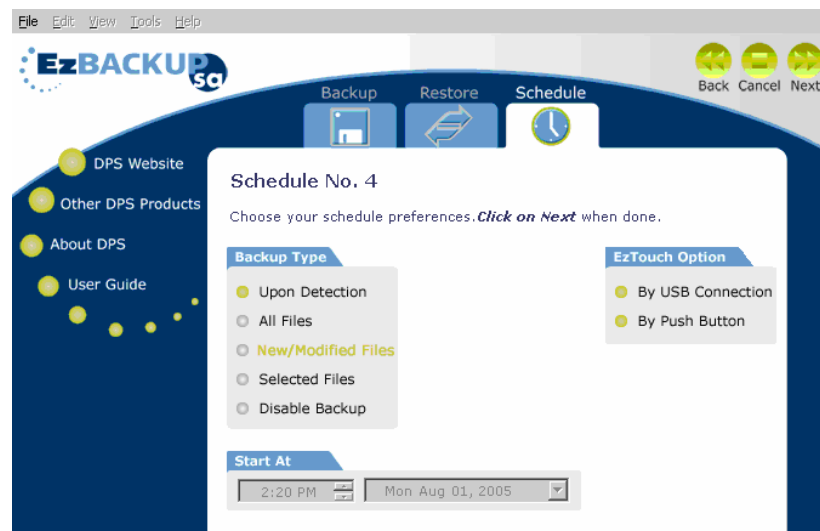 File Edit View Tools Help
EzBACKUP
sa
Back Cancel Next
Backup Restore Schedule
DPS Website
Other DPS Products
About DPS
User Guide
Schedule No. 4
Choose your schedule preferences.Click on Next when done.
Backup Type
Upon Detection
All Files
New/Modified Files
Selected Files
Disable Backup
EzTouch Option
By USB Connection
By Push Button
Start At
2:20 PM Mon Aug 01, 2005